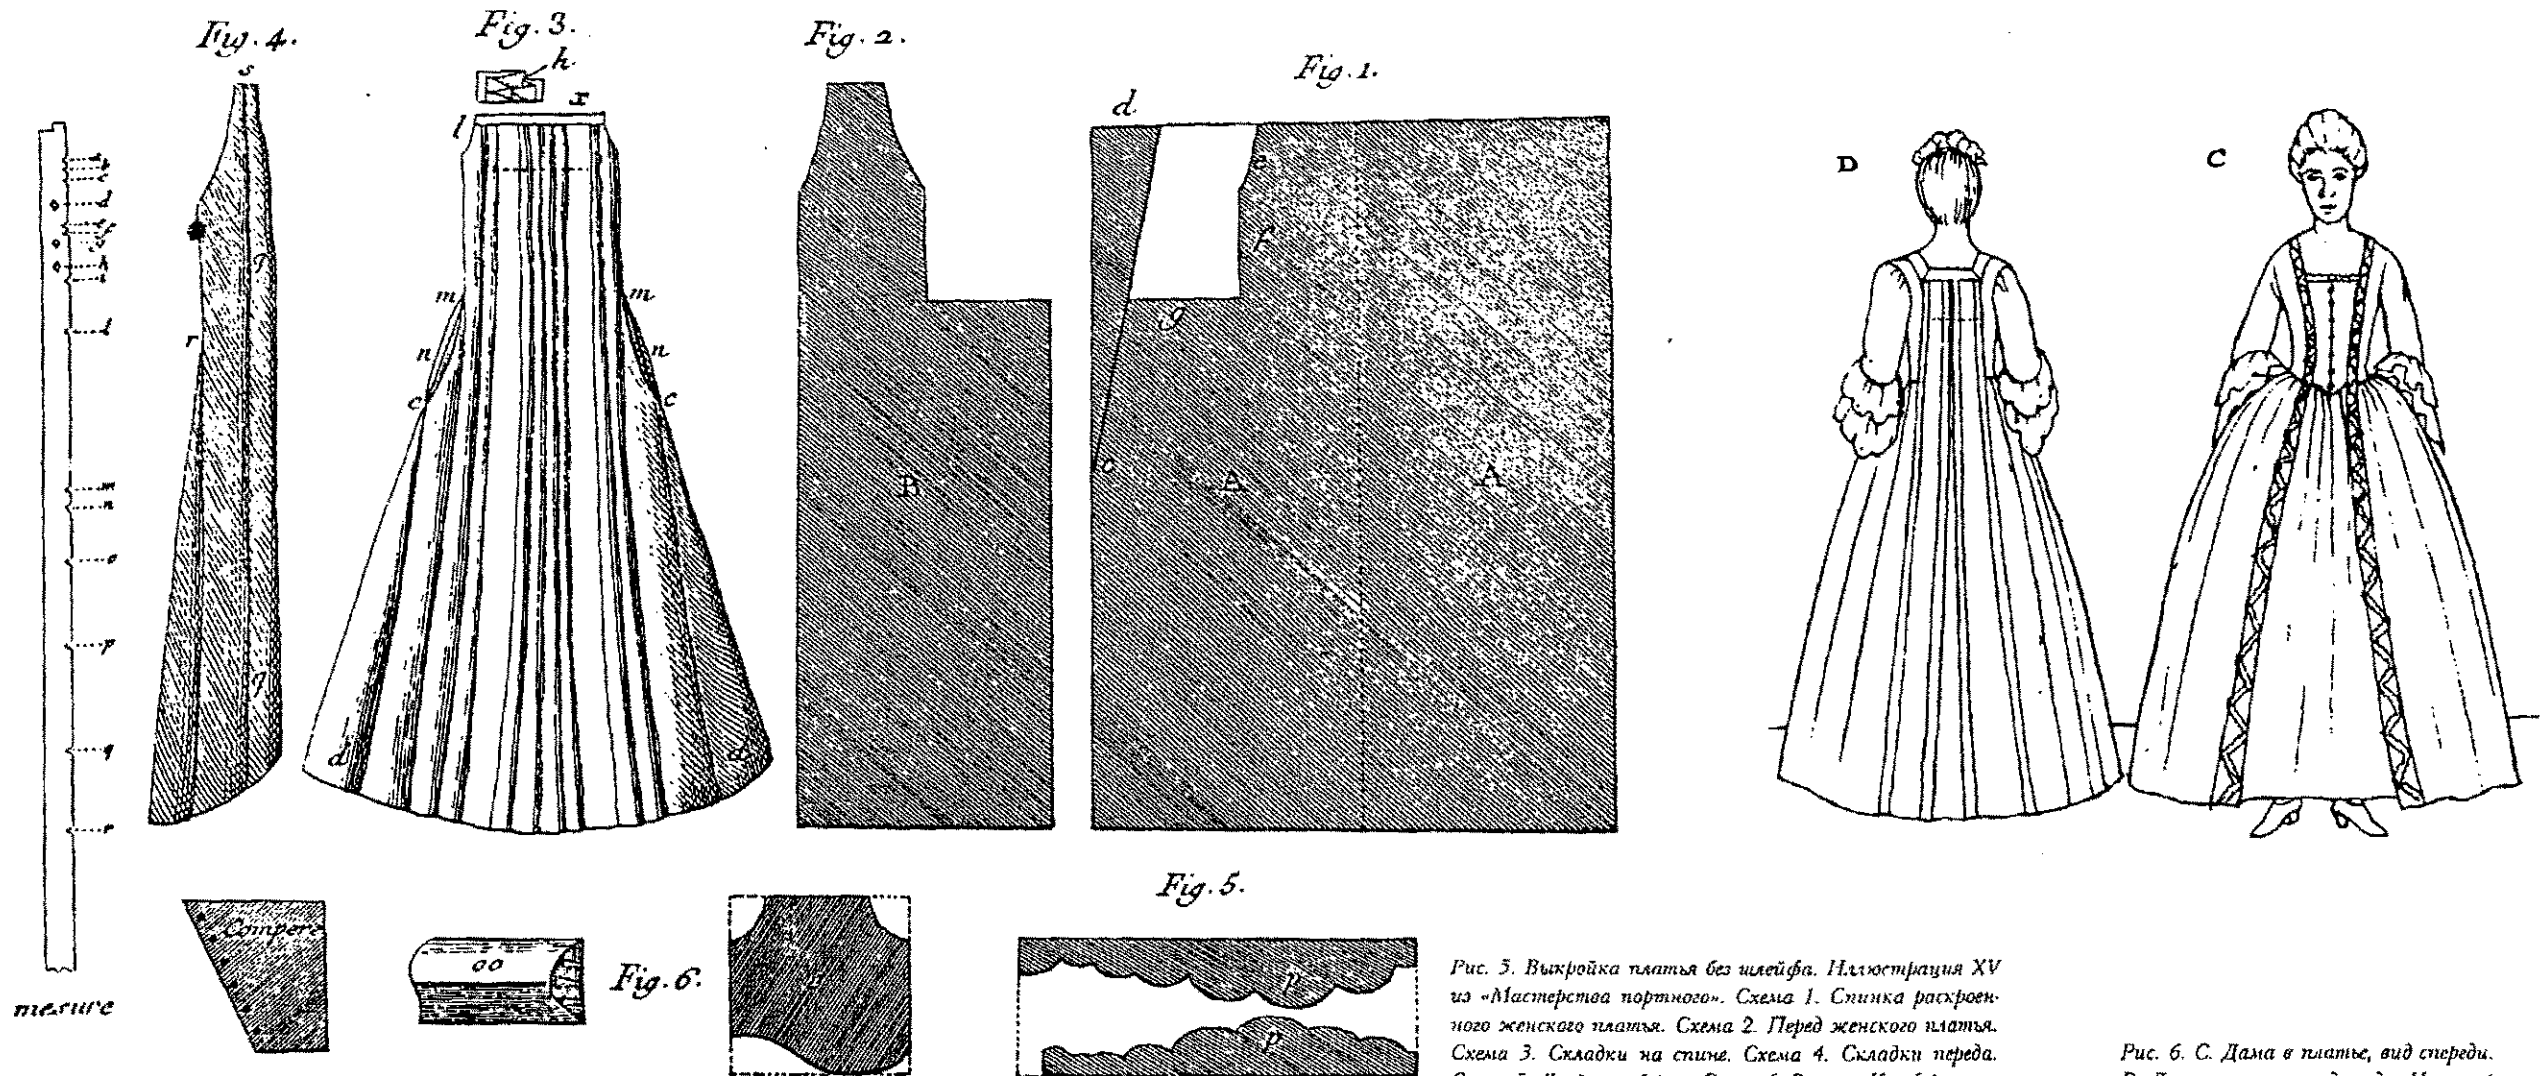 Fig. 4.
Fig. 3.
Fig. 2.
Fig. 1.
s
h
x
l
d
e
f
g
m
m
n
n
c
c
r
q
q
d
d
B
A
A
D
C
d
h
l
m
n
o
p
q
r
mesure
Compere
oo
Fig. 6.
Fig. 5.
p
p
Рис. 5. Выкройка платья без шлейфа. Иллюстрация XV
из «Мастерства портного». Схема 1. Спинка раскроен-
ного женского платья. Схема 2. Перед женского платья.
Схема 3. Складки на спине. Схема 4. Складки переда.
Рис. 6. С. Дама в платье, вид спереди.